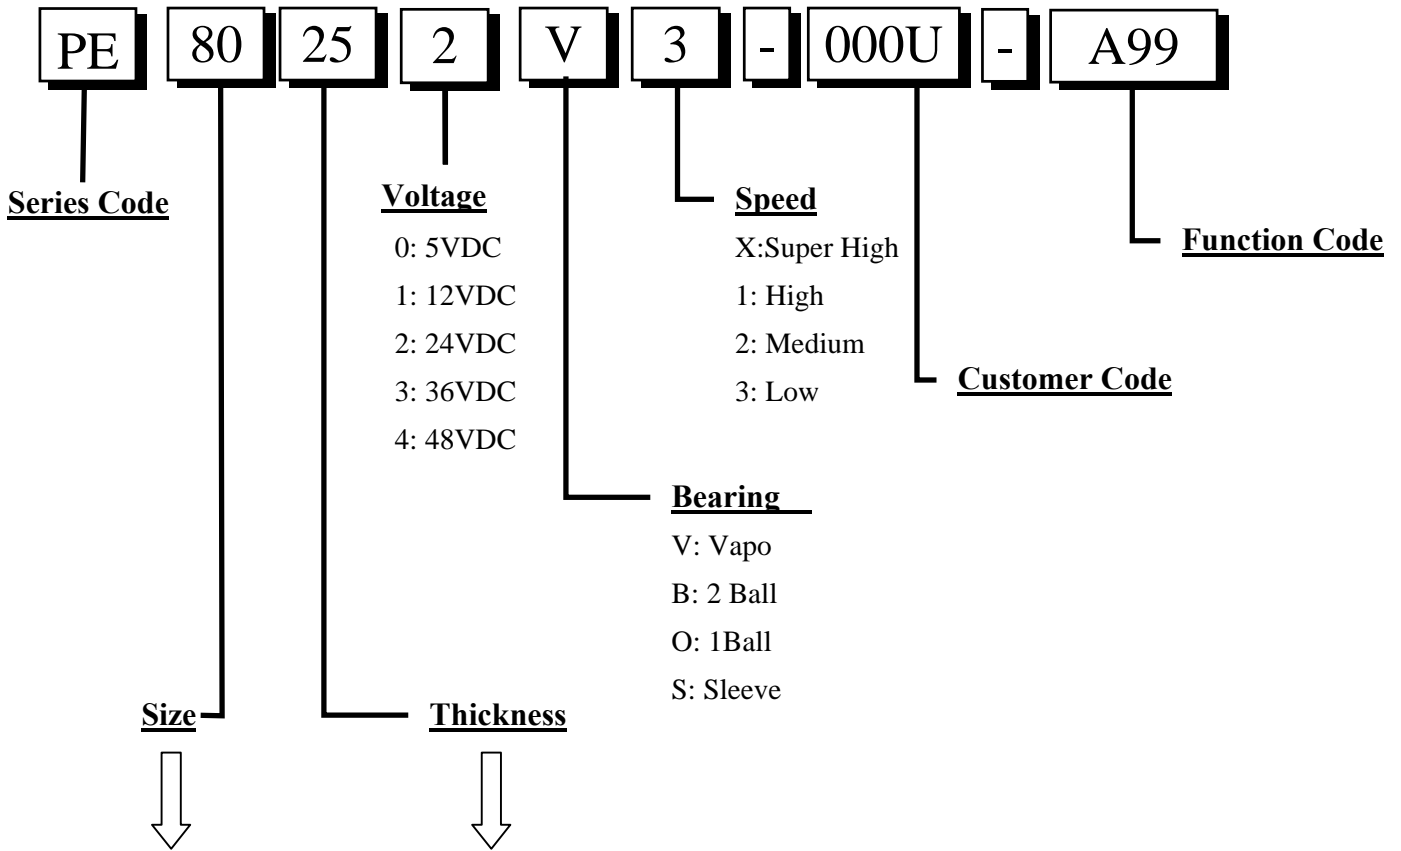 PE 80 25 2 V 3 - 000U - A99
Series Code
Voltage
0: 5VDC
1: 12VDC
2: 24VDC
3: 36VDC
4: 48VDC
Speed
X:Super High
1: High
2: Medium
3: Low
Function Code
Customer Code
Bearing
V: Vapo
B: 2 Ball
O: 1Ball
S: Sleeve
Size
Thickness